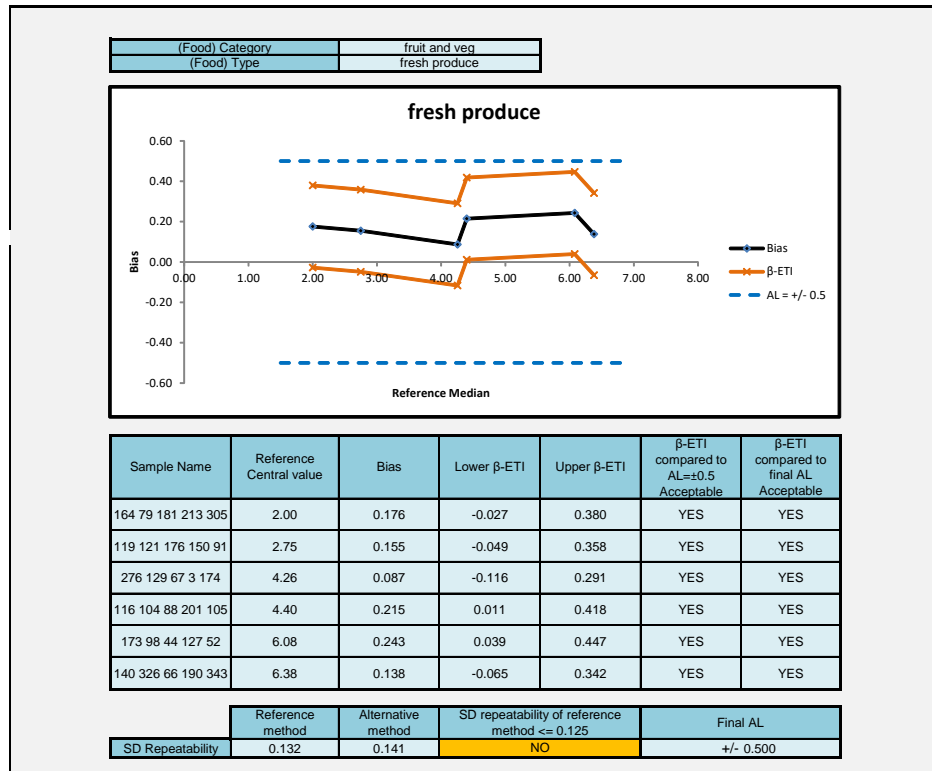 (Food) Category fruit and veg
(Food) Type fresh produce
fresh produce
0.60
0.40
0.20
0.00
-0.20
-0.40
-0.60
0.00 1.00 2.00 3.00 4.00 5.00 6.00 7.00 8.00
Bias
Reference Median
Bias
β-ETI
AL = +/- 0.5
Sample Name Reference Central value Bias Lower β-ETI Upper β-ETI β-ETI compared to AL=±0.5 Acceptable β-ETI compared to final AL Acceptable
164 79 181 213 305 2.00 0.176 -0.027 0.380 YES YES
119 121 176 150 91 2.75 0.155 -0.049 0.358 YES YES
276 129 67 3 174 4.26 0.087 -0.116 0.291 YES YES
116 104 88 201 105 4.40 0.215 0.011 0.418 YES YES
173 98 44 127 52 6.08 0.243 0.039 0.447 YES YES
140 326 66 190 343 6.38 0.138 -0.065 0.342 YES YES
Reference method Alternative method SD repeatability of reference method <= 0.125 Final AL
SD Repeatability 0.132 0.141 NO +/- 0.500